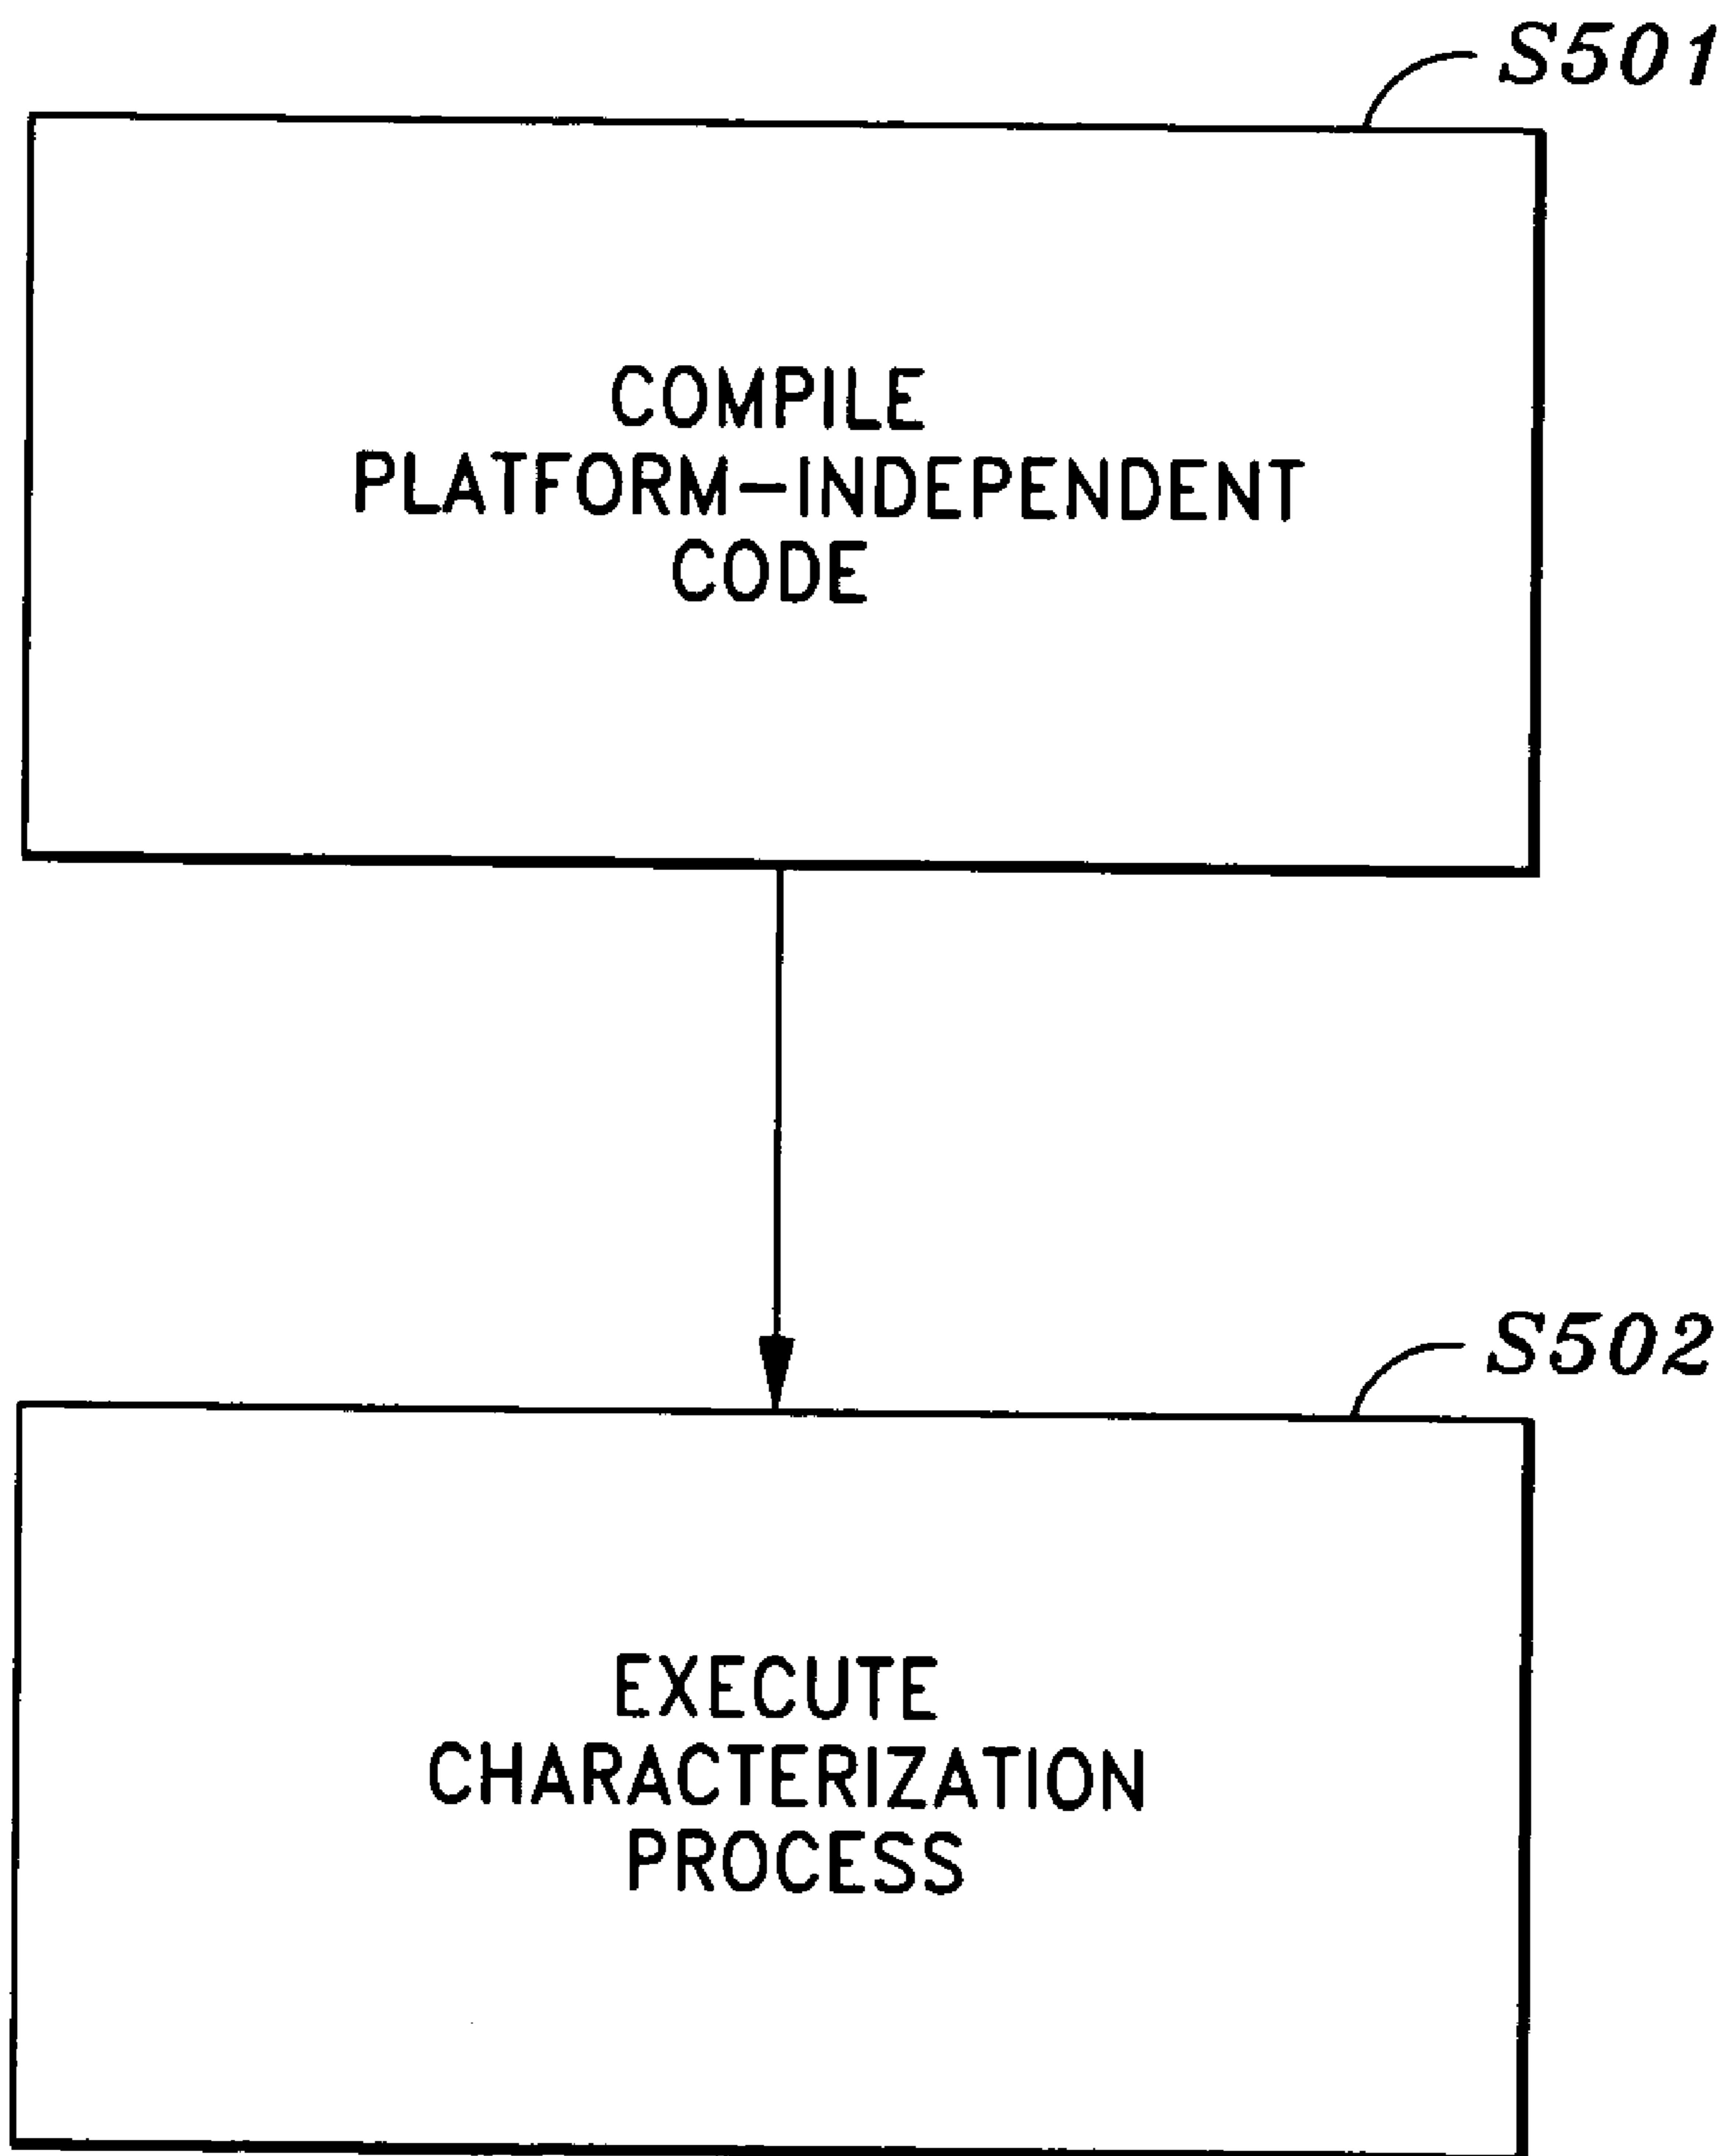 S501
COMPILE
PLATFORM-INDEPENDENT
CODE
S502
EXECUTE
CHARACTERIZATION
PROCESS